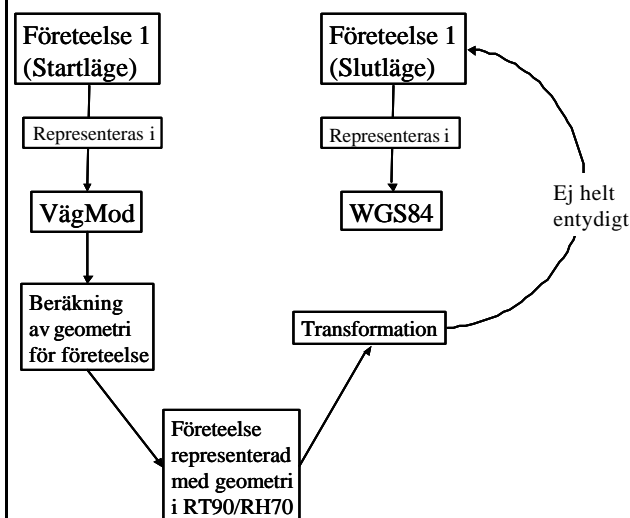 Företeelse 1
(Startläge)
Representeras i
VägMod
Beräkning
av geometri
för företeelse
Företeelse
representerad
med geometri
i RT90/RH70
Transformation
Ej helt
entydigt
Företeelse 1
(Slutläge)
Representeras i
WGS84